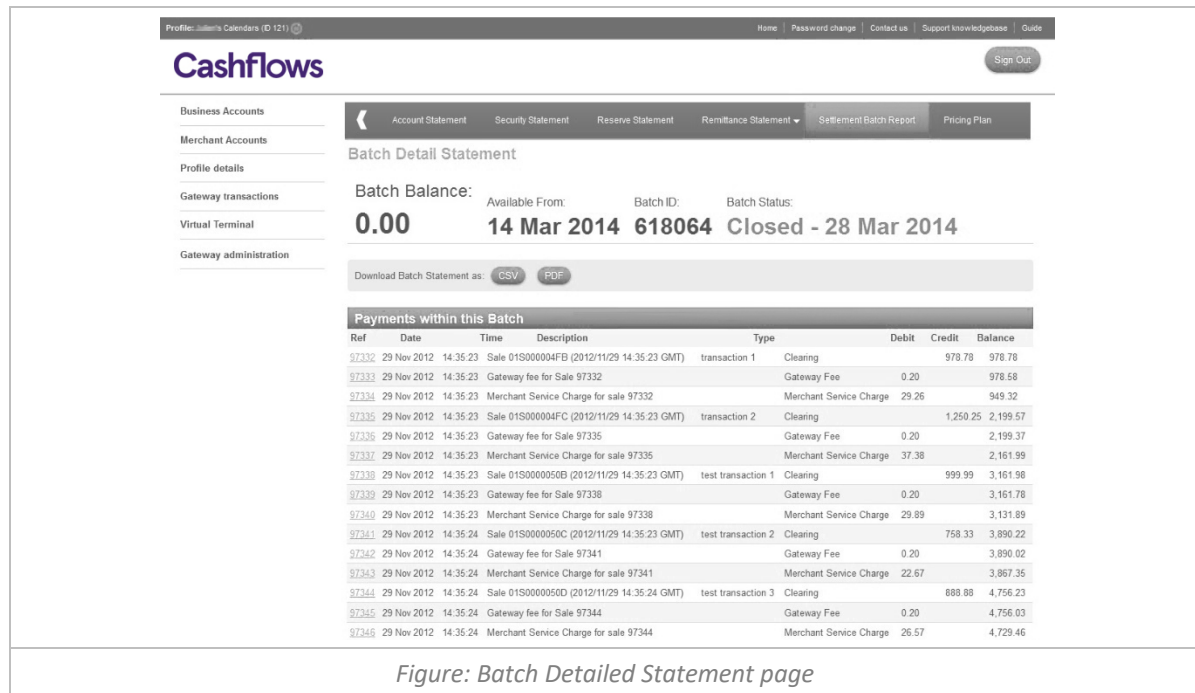 Profile: Calendars (ID 121) Home Password change Contact us Support knowledgebase Guide
Cashflows
Sign Out
Business Accounts
Merchant Accounts
Profile details
Gateway transactions
Virtual Terminal
Gateway administration
Account Statement Security Statement Reserve Statement Remittance Statement Settlement Batch Report Pricing Plan
Batch Detail Statement
Batch Balance: Available From: Batch ID: Batch Status:
0.00 14 Mar 2014 618064 Closed - 28 Mar 2014
Download Batch Statement as: CSV PDF
Payments within this Batch
Ref Date Time Description Type Debit Credit Balance
97332 29 Nov 2012 14:35:23 Sale 01S000004FB (2012/11/29 14:35:23 GMT) transaction 1 Clearing 978.78 978.78
97333 29 Nov 2012 14:35:23 Gateway fee for Sale 97332 Gateway Fee 0.20 978.58
97334 29 Nov 2012 14:35:23 Merchant Service Charge for sale 97332 Merchant Service Charge 29.26 949.32
97335 29 Nov 2012 14:35:23 Sale 01S000004FC (2012/11/29 14:35:23 GMT) transaction 2 Clearing 1,250.25 2,199.57
97336 29 Nov 2012 14:35:23 Gateway fee for Sale 97335 Gateway Fee 0.20 2,199.37
97337 29 Nov 2012 14:35:23 Merchant Service Charge for sale 97335 Merchant Service Charge 37.38 2,161.99
97338 29 Nov 2012 14:35:23 Sale 01S0000050B (2012/11/29 14:35:23 GMT) test transaction 1 Clearing 999.99 3,161.98
97339 29 Nov 2012 14:35:23 Gateway fee for Sale 97338 Gateway Fee 0.20 3,161.78
97340 29 Nov 2012 14:35:23 Merchant Service Charge for sale 97338 Merchant Service Charge 29.89 3,131.89
97341 29 Nov 2012 14:35:24 Sale 01S0000050C (2012/11/29 14:35:23 GMT) test transaction 2 Clearing 758.33 3,890.22
97342 29 Nov 2012 14:35:24 Gateway fee for Sale 97341 Gateway Fee 0.20 3,890.02
97343 29 Nov 2012 14:35:24 Merchant Service Charge for sale 97341 Merchant Service Charge 22.67 3,867.35
97344 29 Nov 2012 14:35:24 Sale 01S0000050D (2012/11/29 14:35:24 GMT) test transaction 3 Clearing 888.88 4,756.23
97345 29 Nov 2012 14:35:24 Gateway fee for Sale 97344 Gateway Fee 0.20 4,756.03
97346 29 Nov 2012 14:35:24 Merchant Service Charge for sale 97344 Merchant Service Charge 26.57 4,729.46
Figure: Batch Detailed Statement page